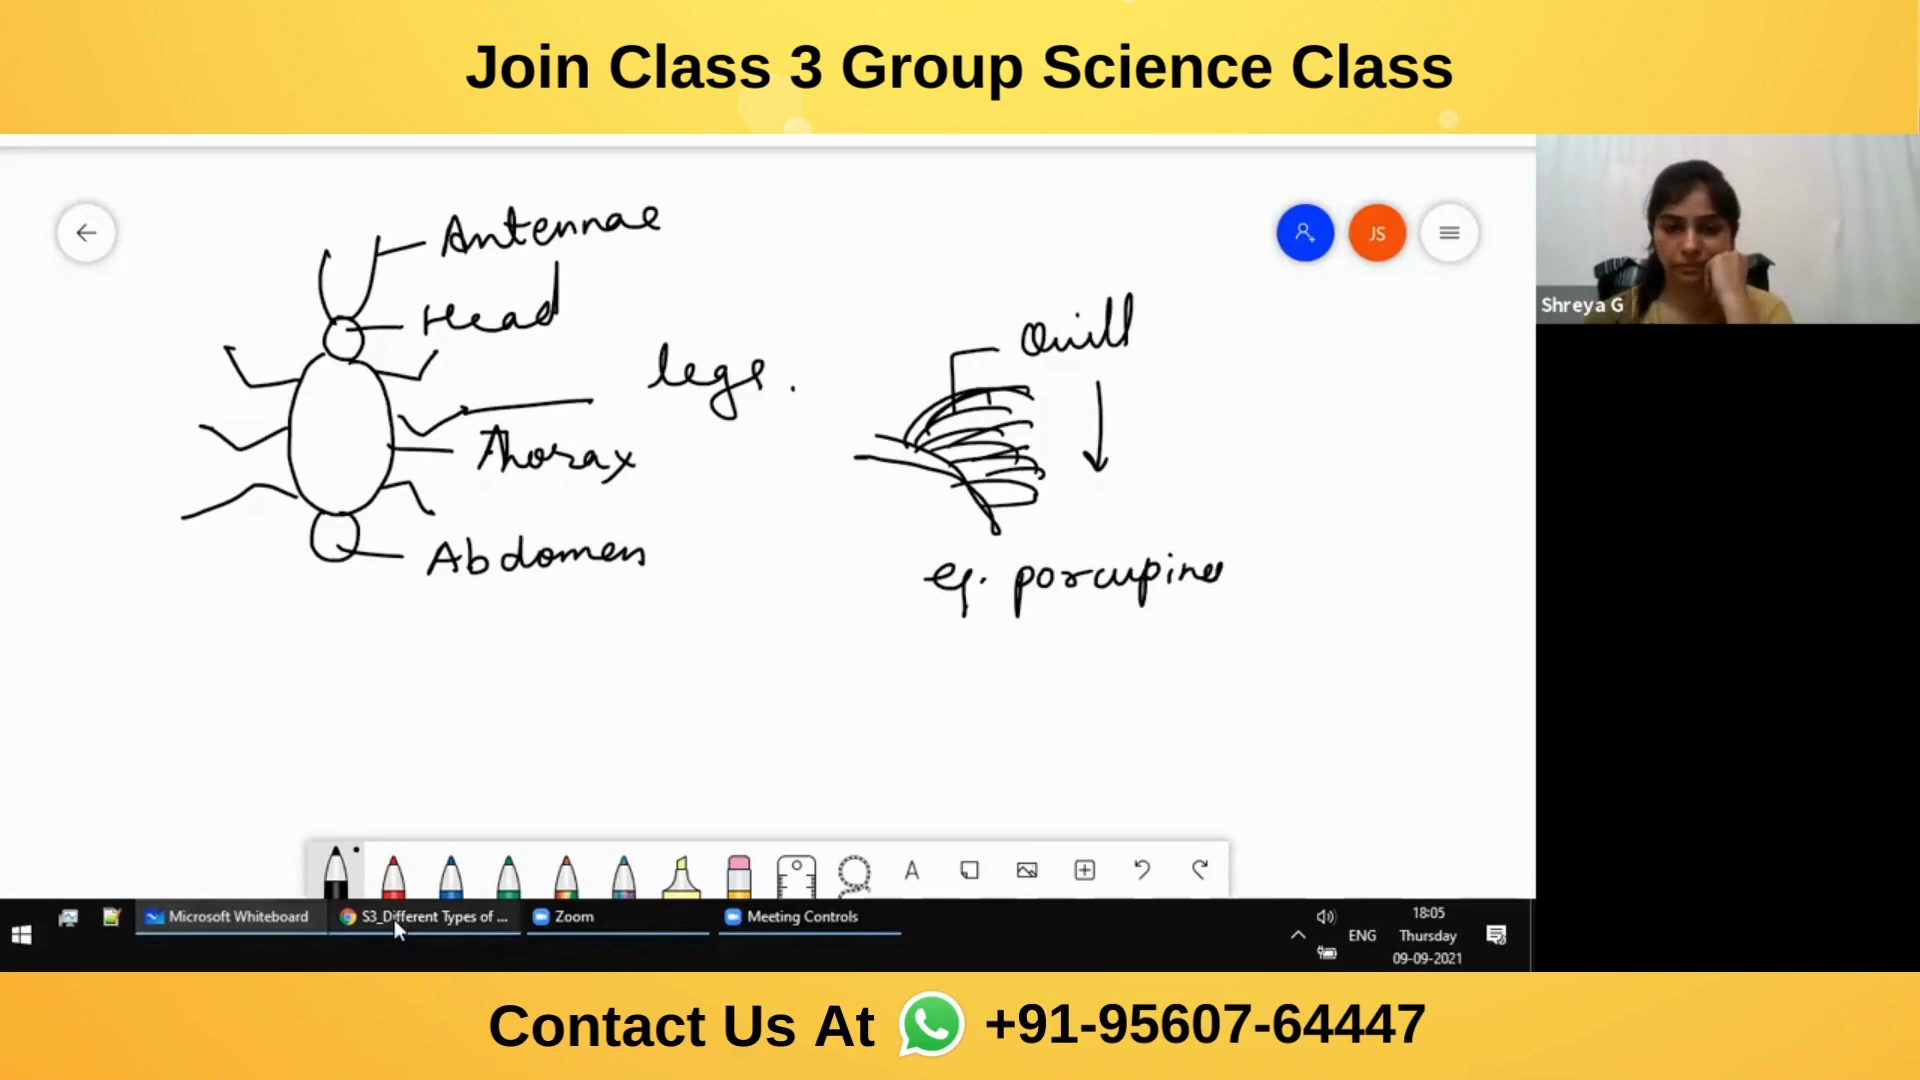 Join Class 3 Group Science Class
Antennae
Head
legs.
Thorax
Abdomen
Quill
eg. porcupine
JS
Shreya G
A
Microsoft Whiteboard
S3_Different Types of ...
Zoom
Meeting Controls
ENG
18:05
Thursday
09-09-2021
Contact Us At +91-95607-64447